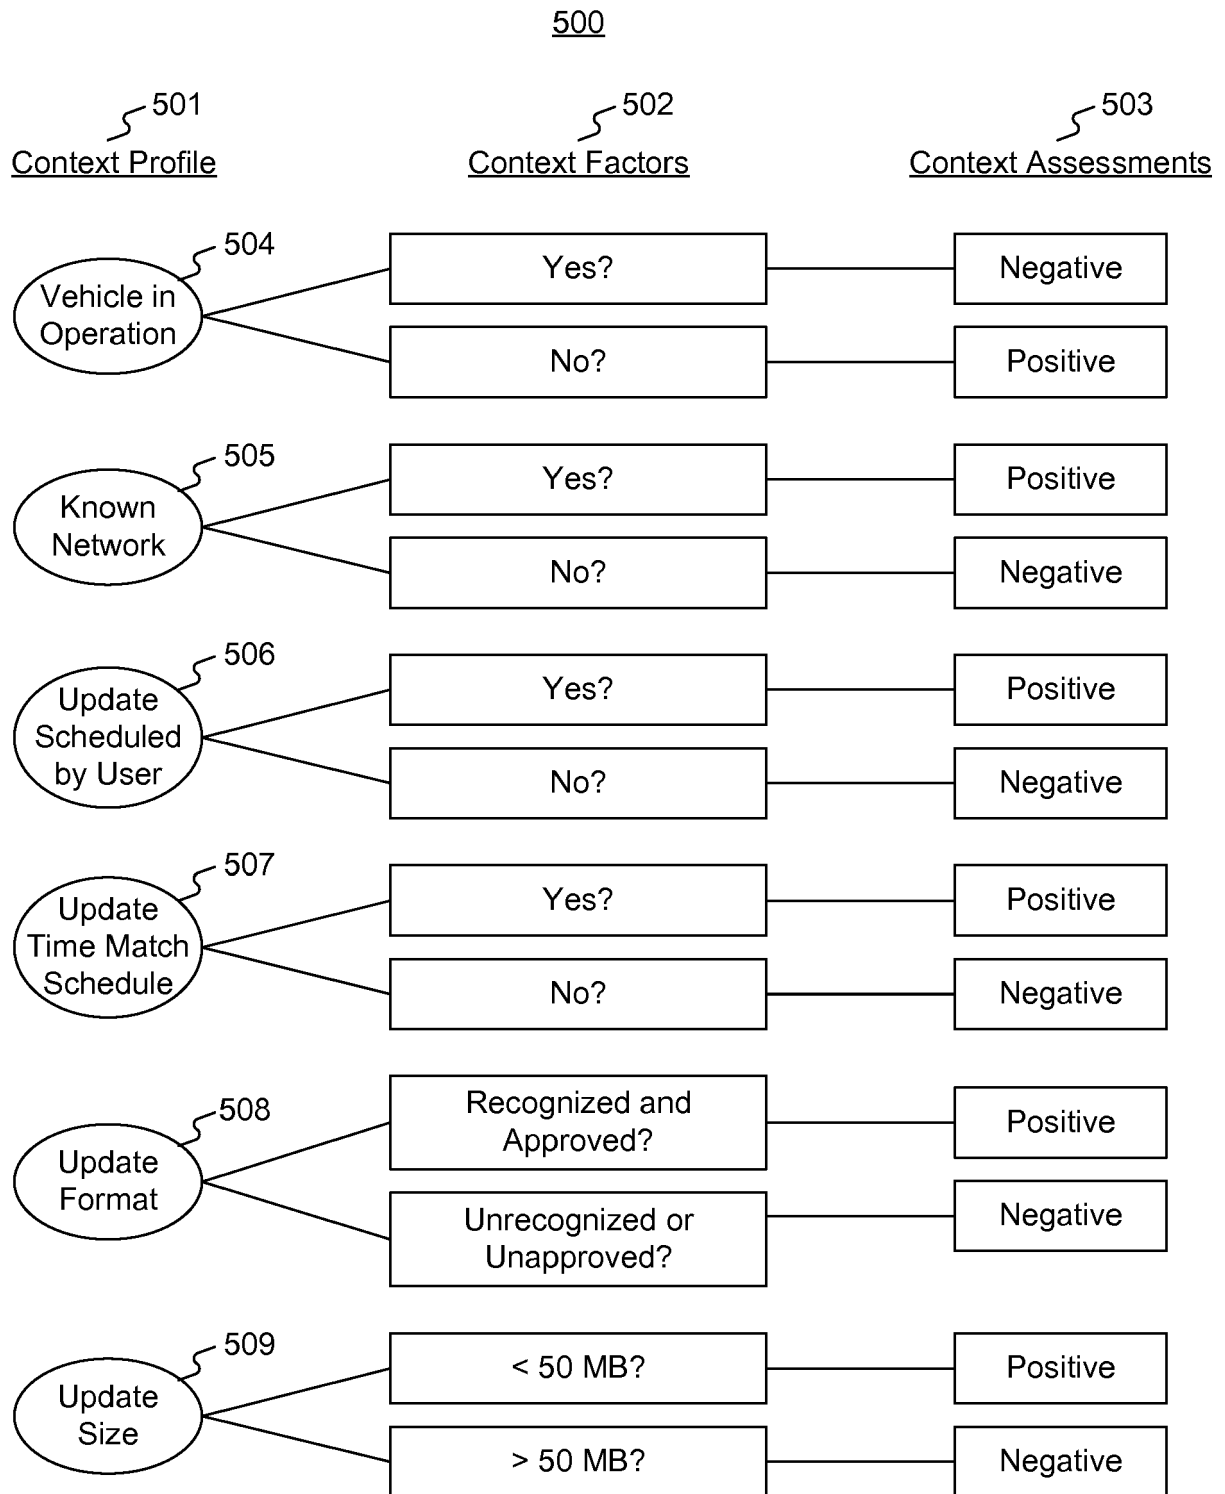 500
501
502
503
Context Profile
Context Factors
Context Assessments
504
Vehicle in
Operation
Yes?
Negative
No?
Positive
505
Known
Network
Yes?
Positive
No?
Negative
506
Update
Scheduled
by User
Yes?
Positive
No?
Negative
507
Update
Time Match
Schedule
Yes?
Positive
No?
Negative
508
Update
Format
Recognized and
Approved?
Positive
Unrecognized or
Unapproved?
Negative
509
Update
Size
< 50 MB?
Positive
> 50 MB?
Negative